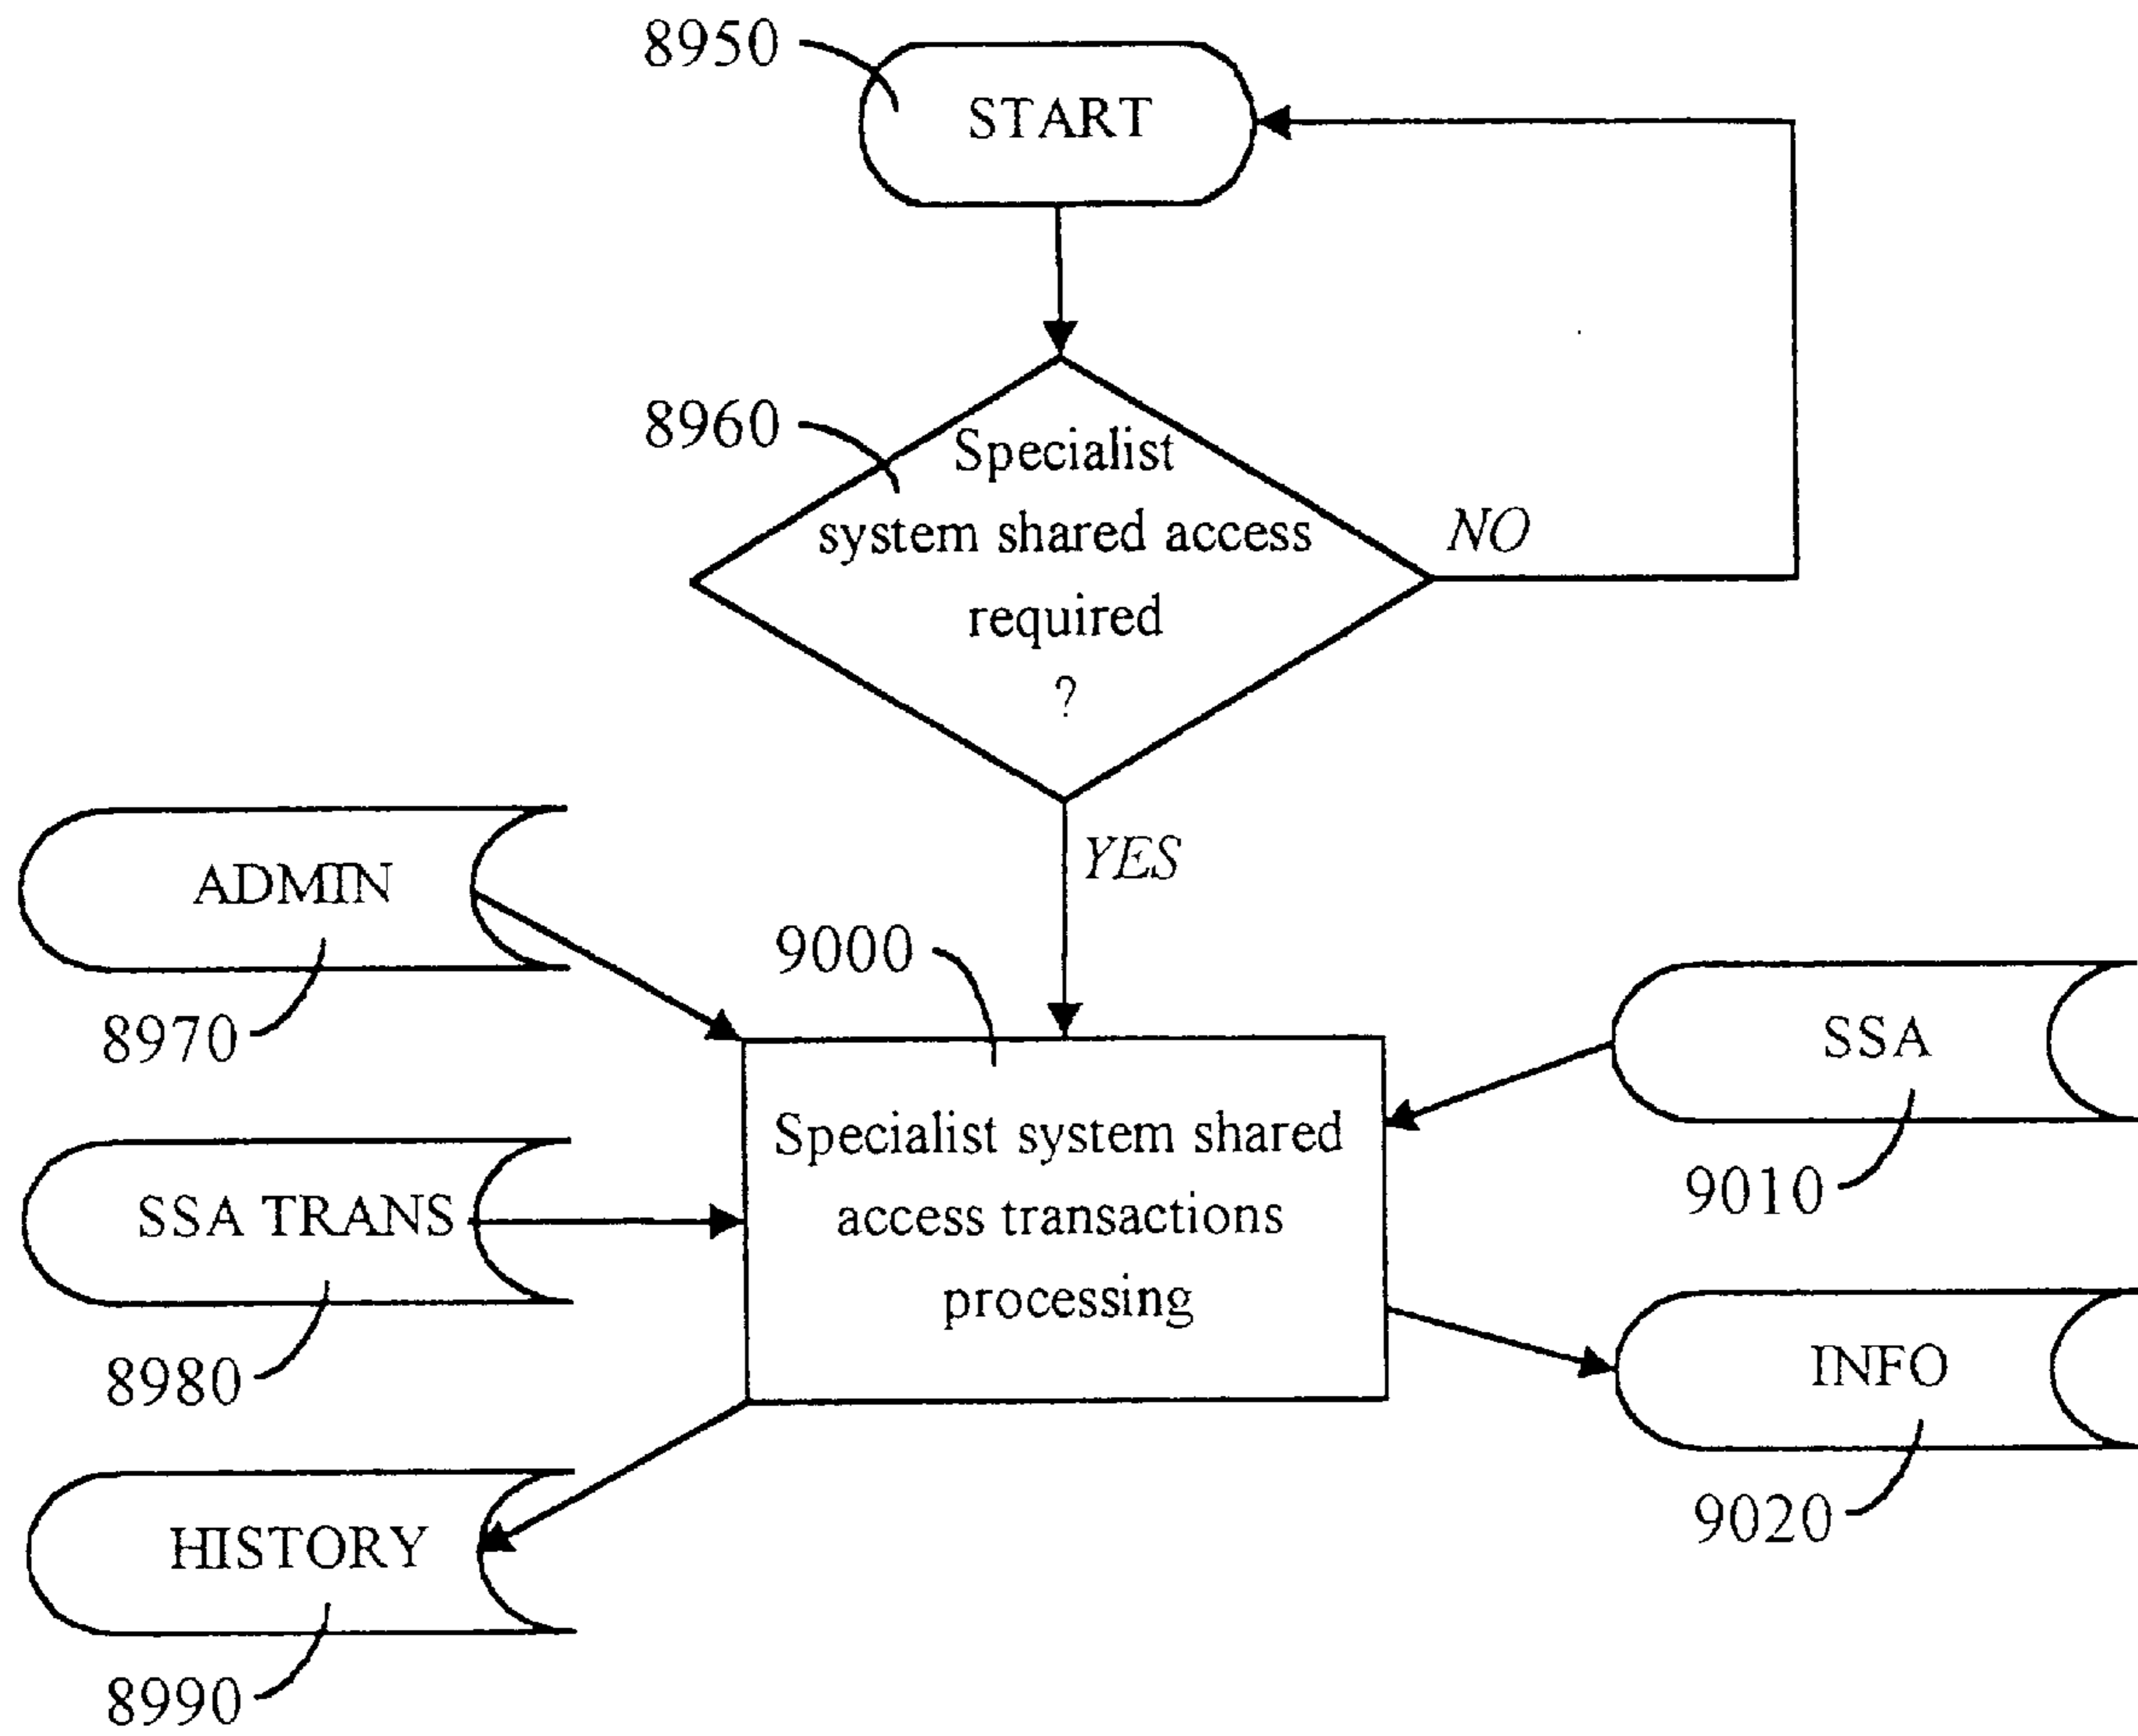 8950
START
8960
Specialist
system shared access
required
?
NO
YES
ADMIN
8970
9000
SSA
9010
Specialist system shared
access transactions
processing
SSA TRANS
8980
INFO
9020
HISTORY
8990